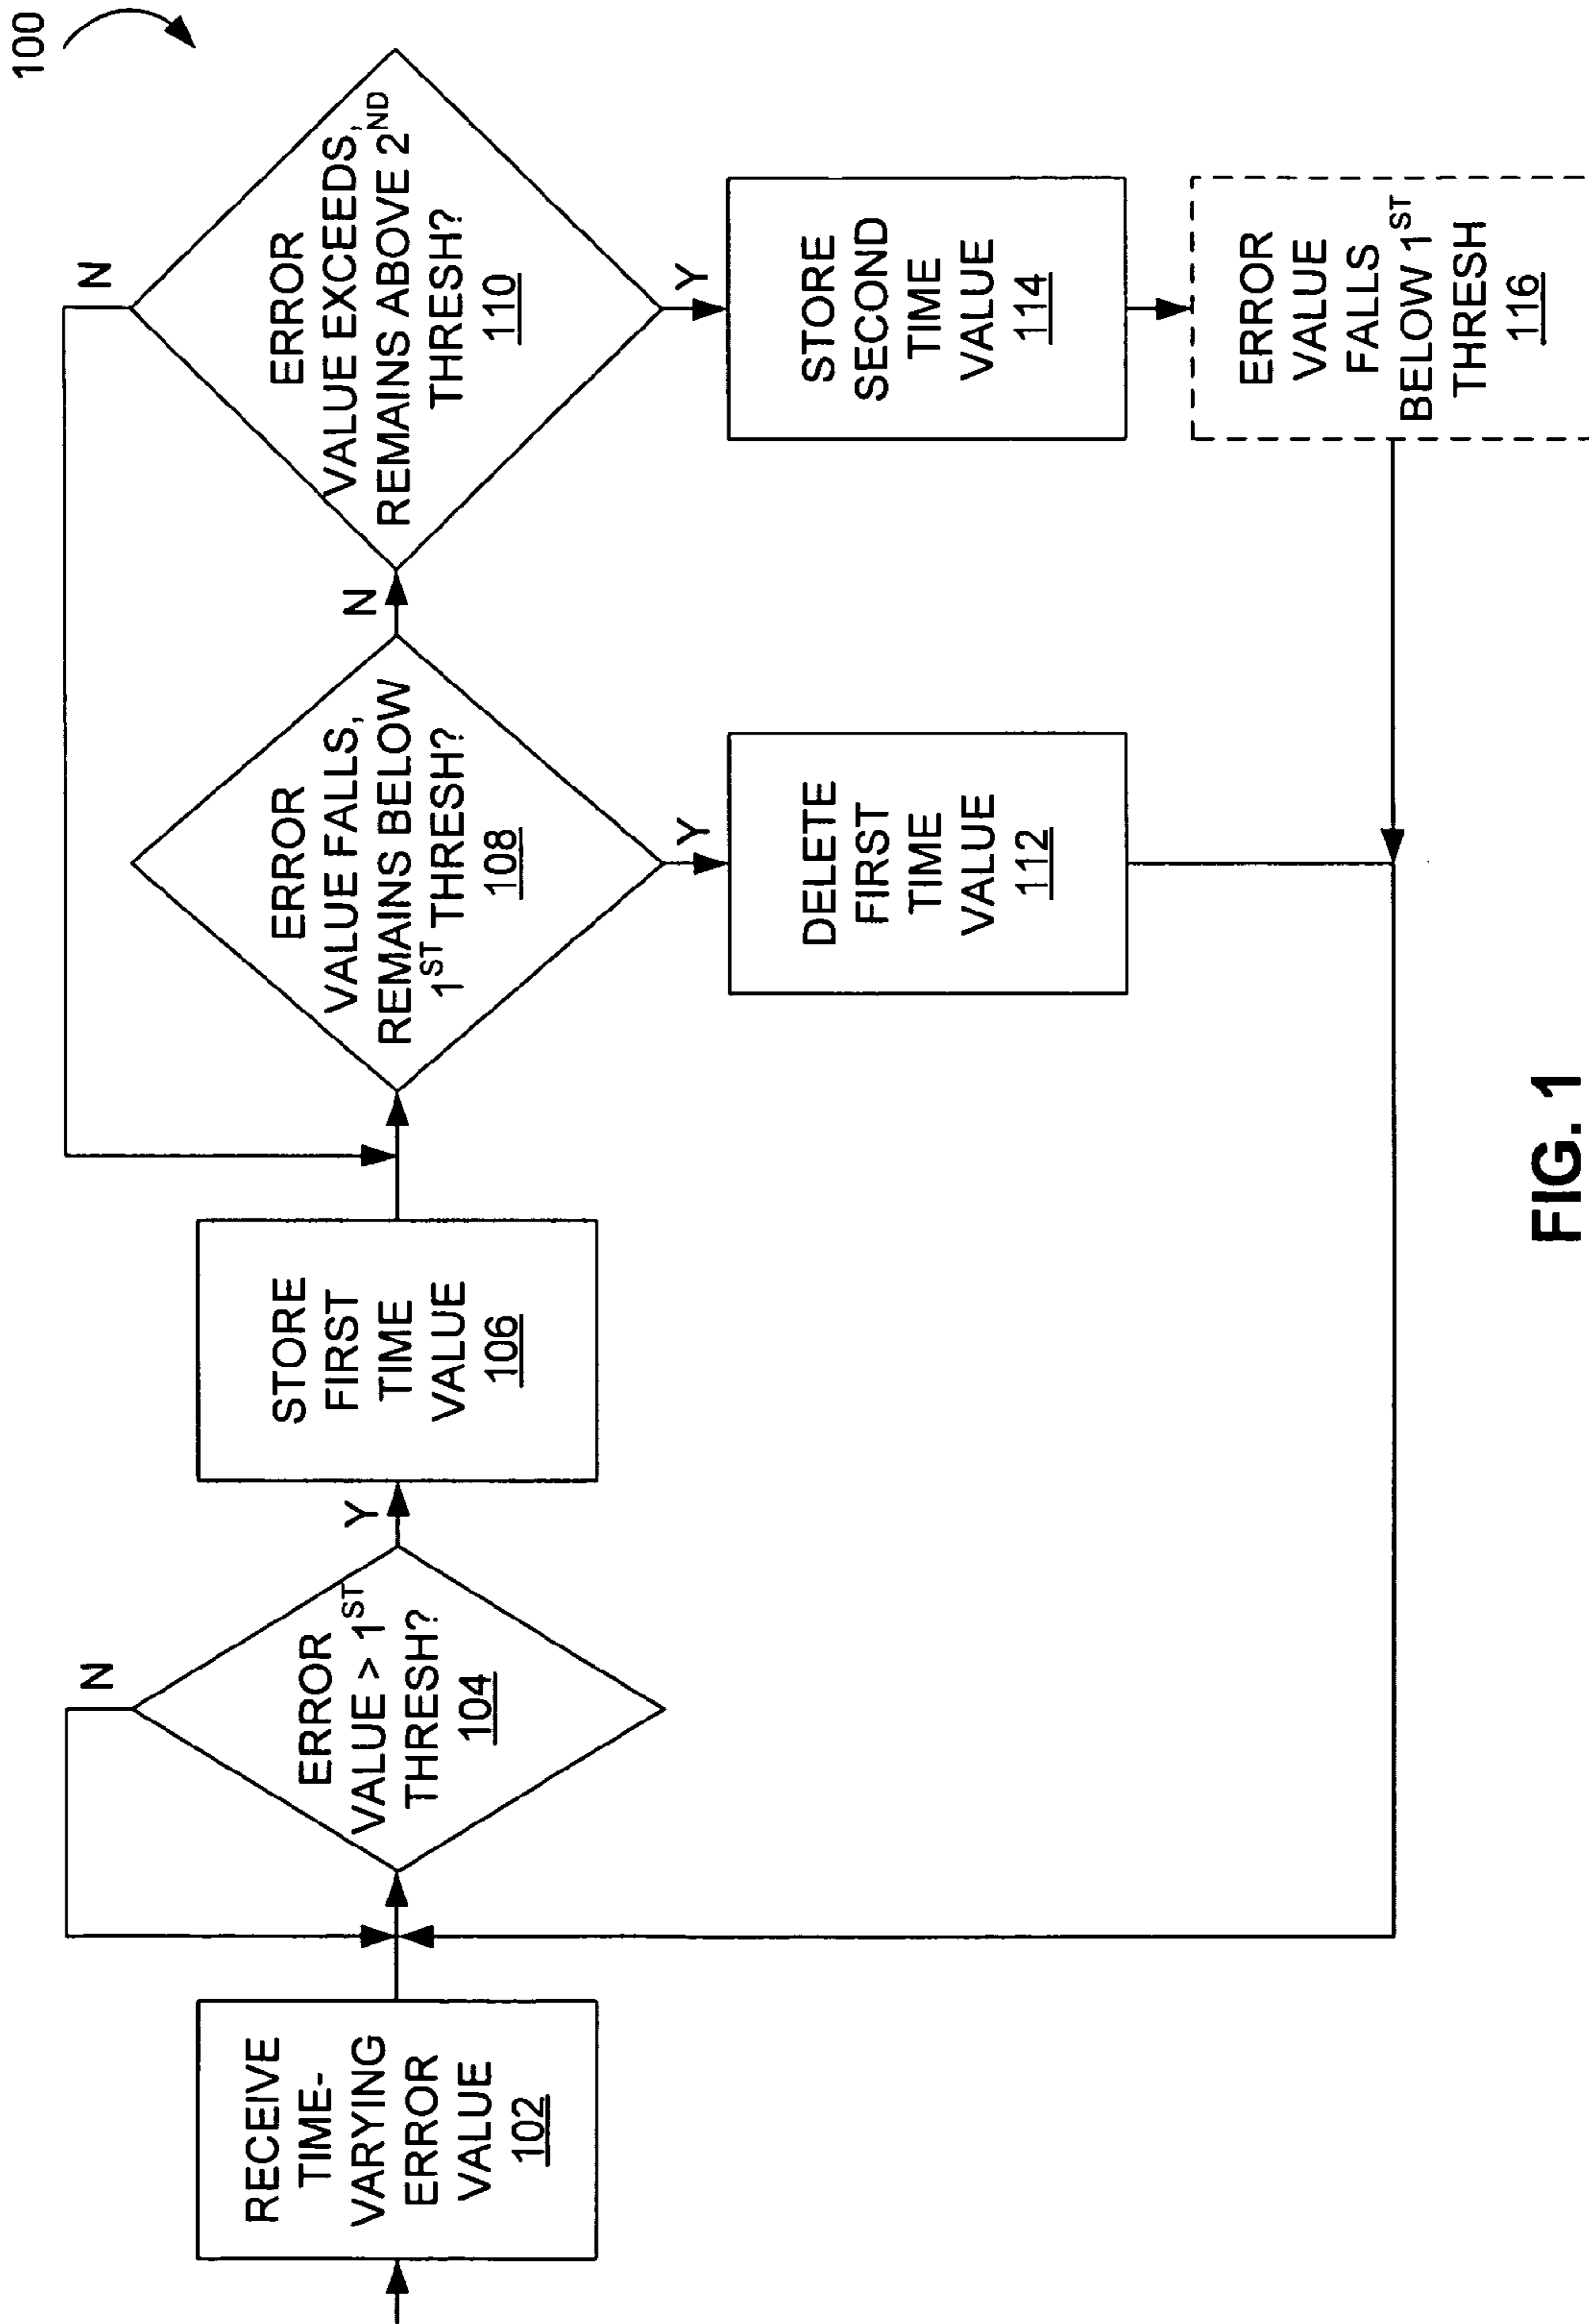 100
RECEIVE
TIME-
VARYING
ERROR
VALUE
102
N
ERROR
VALUE > 1ST
THRESH?
104
Y
STORE
FIRST
TIME
VALUE
106
ERROR
VALUE FALLS,
REMAINS BELOW
1ST THRESH?
108
N
Y
DELETE
FIRST
TIME
VALUE
112
N
ERROR
VALUE EXCEEDS,
REMAINS ABOVE 2ND
THRESH?
110
Y
STORE
SECOND
TIME
VALUE
114
ERROR
VALUE
FALLS
BELOW 1ST
THRESH
116
FIG. 1